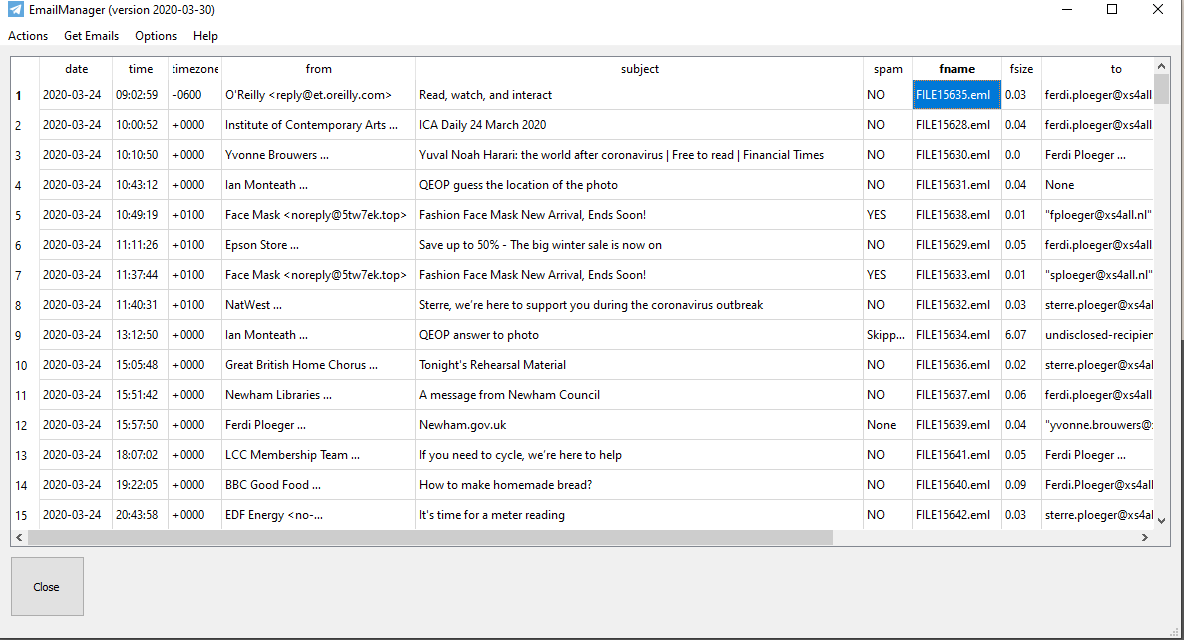 EmailManager (version 2020-03-30)
Actions Get Emails Options Help
date time timezone from subject spam fname fsize to
1 2020-03-24 09:02:59 -0600 O'Reilly <reply@et.oreilly.com> Read, watch, and interact NO FILE15635.eml 0.03 ferdi.ploeger@xs4all
2 2020-03-24 10:00:52 +0000 Institute of Contemporary Arts ... ICA Daily 24 March 2020 NO FILE15628.eml 0.04 ferdi.ploeger@xs4all
3 2020-03-24 10:10:50 +0000 Yvonne Brouwers ... Yuval Noah Harari: the world after coronavirus | Free to read | Financial Times NO FILE15630.eml 0.0 Ferdi Ploeger ...
4 2020-03-24 10:43:12 +0000 Ian Monteath ... QEOP guess the location of the photo NO FILE15631.eml 0.04 None
5 2020-03-24 10:49:19 +0100 Face Mask <noreply@5tw7ek.top> Fashion Face Mask New Arrival, Ends Soon! YES FILE15638.eml 0.01 "fploeger@xs4all.nl"
6 2020-03-24 11:11:26 +0100 Epson Store ... Save up to 50% - The big winter sale is now on NO FILE15629.eml 0.05 ferdi.ploeger@xs4all
7 2020-03-24 11:37:44 +0100 Face Mask <noreply@5tw7ek.top> Fashion Face Mask New Arrival, Ends Soon! YES FILE15633.eml 0.01 "sploeger@xs4all.nl"
8 2020-03-24 11:40:31 +0100 NatWest ... Sterre, we're here to support you during the coronavirus outbreak NO FILE15632.eml 0.03 sterre.ploeger@xs4al
9 2020-03-24 13:12:50 +0000 Ian Monteath ... QEOP answer to photo Skipp... FILE15634.eml 6.07 undisclosed-recipien
10 2020-03-24 15:05:48 +0000 Great British Home Chorus ... Tonight's Rehearsal Material NO FILE15636.eml 0.02 sterre.ploeger@xs4al
11 2020-03-24 15:51:42 +0000 Newham Libraries ... A message from Newham Council NO FILE15637.eml 0.06 ferdi.ploeger@xs4all
12 2020-03-24 15:57:50 +0000 Ferdi Ploeger ... Newham.gov.uk None FILE15639.eml 0.04 "yvonne.brouwers@x
13 2020-03-24 18:07:02 +0000 LCC Membership Team ... If you need to cycle, we're here to help NO FILE15641.eml 0.05 Ferdi Ploeger ...
14 2020-03-24 19:22:05 +0000 BBC Good Food ... How to make homemade bread? NO FILE15640.eml 0.09 Ferdi.Ploeger@xs4all
15 2020-03-24 20:43:58 +0000 EDF Energy <no-... It's time for a meter reading NO FILE15642.eml 0.03 sterre.ploeger@xs4al
Close